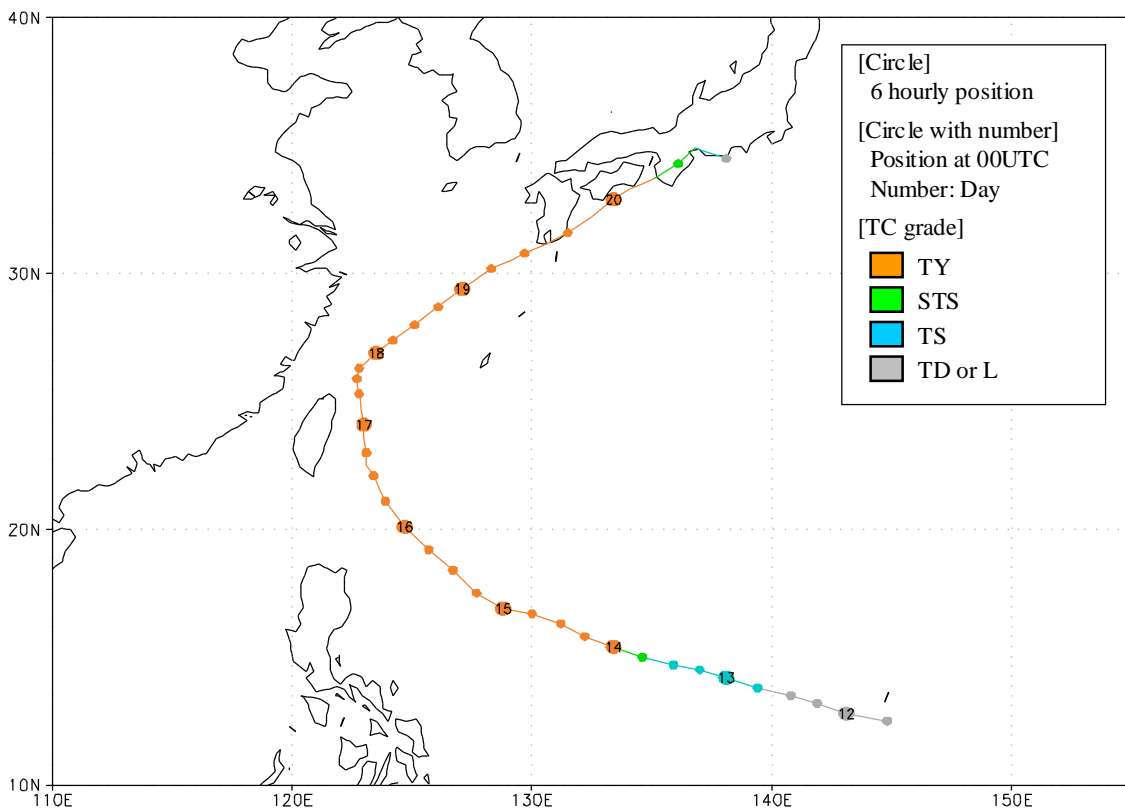 40N
[Circle]
6 hourly position
[Circle with number]
Position at 00UTC
Number: Day
[TC grade]
TY
STS
TS
TD or L
20
30N
19
18
17
20N
16
15
14
13
12
10N
110E 120E 130E 140E 150E